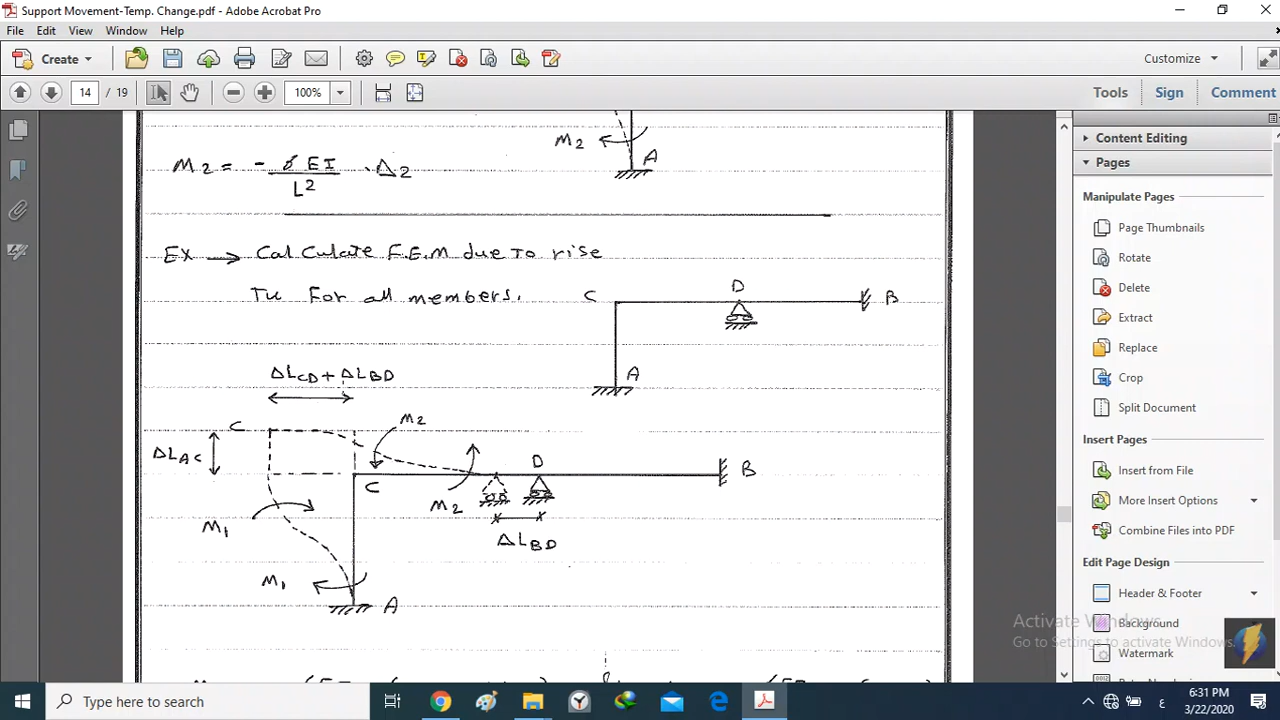 Support Movement-Temp. Change.pdf - Adobe Acrobat Pro
File Edit View Window Help
Create Customize
14 / 19 100% Tools Sign Comment
M2 A
M2 = - 6 EI / L2 . Δ2
EX → Calculate F.E.M due to rise
Tu For all members.
C D B
A
ΔLCD + ΔLBD
C M2
ΔLAC
D B
C
M2
M1
ΔLBD
M1
A
Content Editing
Pages
Manipulate Pages
Page Thumbnails
Rotate
Delete
Extract
Replace
Crop
Split Document
Insert Pages
Insert from File
More Insert Options
Combine Files into PDF
Edit Page Design
Header & Footer
Background
Watermark
Activate Windows
Go to Settings to activate Windows.
Type here to search
ع
6:31 PM
3/22/2020